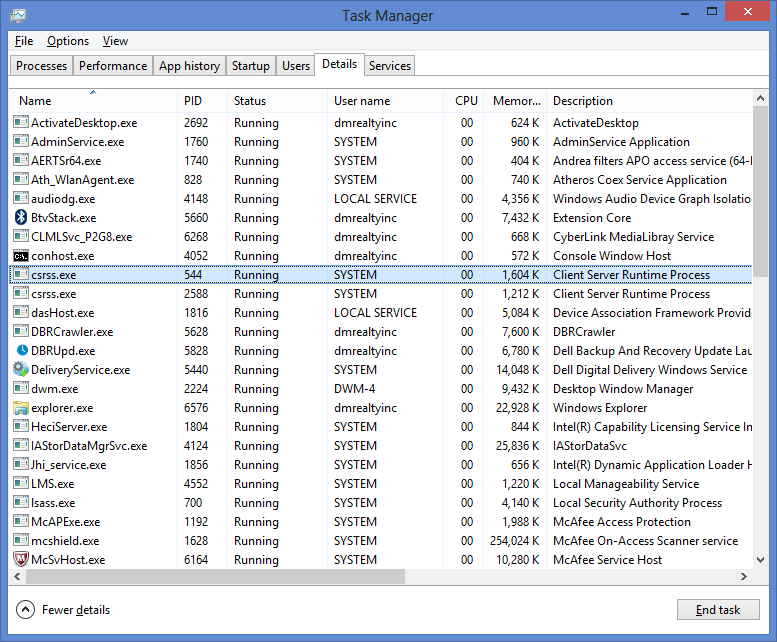 Task Manager
File Options View
Processes Performance App history Startup Users Details Services
Name PID Status User name CPU Memor... Description
ActivateDesktop.exe 2692 Running dmrealtyinc 00 624 K ActivateDesktop
AdminService.exe 1760 Running SYSTEM 00 960 K AdminService Application
AERTSr64.exe 1740 Running SYSTEM 00 404 K Andrea filters APO access service (64-l
Ath_WlanAgent.exe 828 Running SYSTEM 00 740 K Atheros Coex Service Application
audiodg.exe 4148 Running LOCAL SERVICE 00 4,356 K Windows Audio Device Graph Isolatio
BtvStack.exe 5660 Running dmrealtyinc 00 7,432 K Extension Core
CLMLSvc_P2G8.exe 6268 Running dmrealtyinc 00 668 K CyberLink MediaLibray Service
conhost.exe 4052 Running dmrealtyinc 00 572 K Console Window Host
csrss.exe 544 Running SYSTEM 00 1,604 K Client Server Runtime Process
csrss.exe 2588 Running SYSTEM 00 1,212 K Client Server Runtime Process
dasHost.exe 1816 Running LOCAL SERVICE 00 5,084 K Device Association Framework Provid
DBRCrawler.exe 5628 Running dmrealtyinc 00 7,600 K DBRCrawler
DBRUpd.exe 5828 Running dmrealtyinc 00 6,780 K Dell Backup And Recovery Update Lau
DeliveryService.exe 5440 Running SYSTEM 00 14,048 K Dell Digital Delivery Windows Service
dwm.exe 2224 Running DWM-4 00 9,432 K Desktop Window Manager
explorer.exe 6576 Running dmrealtyinc 00 22,928 K Windows Explorer
HeciServer.exe 1804 Running SYSTEM 00 844 K Intel(R) Capability Licensing Service In
IAStorDataMgrSvc.exe 4124 Running SYSTEM 00 25,836 K IAStorDataSvc
Jhi_service.exe 1856 Running SYSTEM 00 656 K Intel(R) Dynamic Application Loader H
LMS.exe 4552 Running SYSTEM 00 1,220 K Local Manageability Service
lsass.exe 700 Running SYSTEM 00 4,140 K Local Security Authority Process
McAPExe.exe 1192 Running SYSTEM 00 1,988 K McAfee Access Protection
mcshield.exe 1628 Running SYSTEM 00 254,024 K McAfee On-Access Scanner service
McSvHost.exe 6164 Running SYSTEM 00 10,280 K McAfee Service Host
Fewer details End task